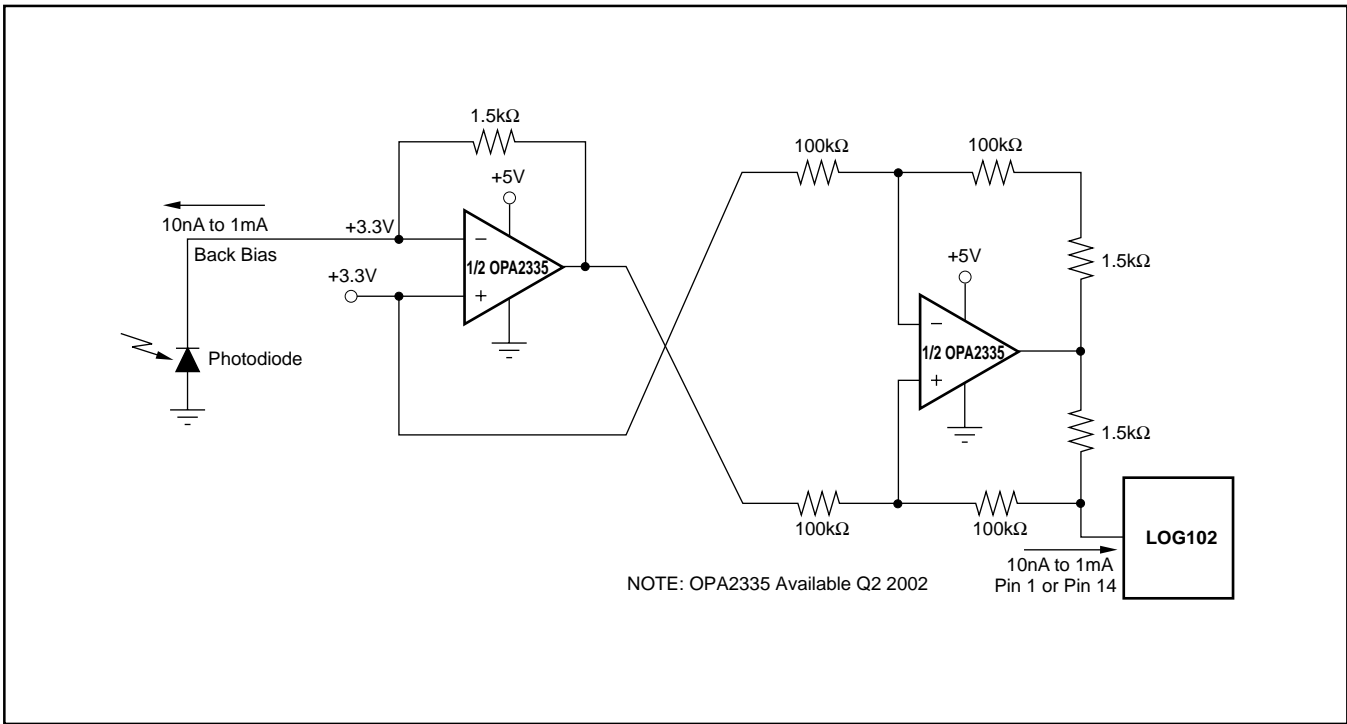 1.5kΩ
+5V
10nA to 1mA
Back Bias
+3.3V
−
1/2 OPA2335
+
+3.3V
Photodiode
100kΩ
100kΩ
1.5kΩ
+5V
−
1/2 OPA2335
+
1.5kΩ
100kΩ
100kΩ
LOG102
10nA to 1mA
Pin 1 or Pin 14
NOTE: OPA2335 Available Q2 2002